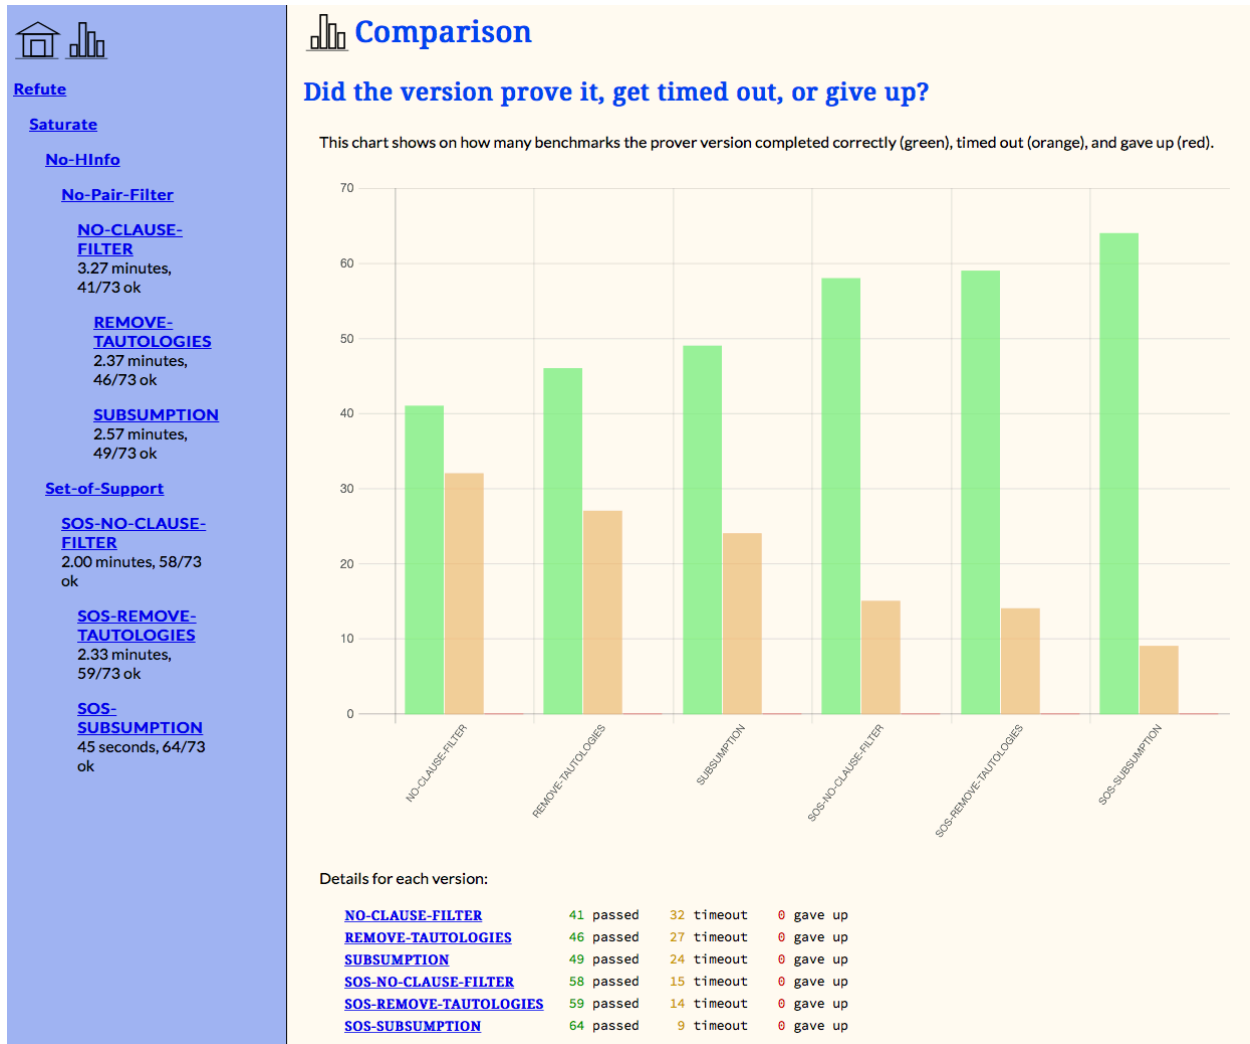 Refute
Saturate
No-HInfo
No-Pair-Filter
NO-CLAUSE-
FILTER
3.27 minutes,
41/73 ok
REMOVE-
TAUTOLOGIES
2.37 minutes,
46/73 ok
SUBSUMPTION
2.57 minutes,
49/73 ok
Set-of-Support
SOS-NO-CLAUSE-
FILTER
2.00 minutes, 58/73
ok
SOS-REMOVE-
TAUTOLOGIES
2.33 minutes,
59/73 ok
SOS-
SUBSUMPTION
45 seconds, 64/73
ok
Comparison
Did the version prove it, get timed out, or give up?
This chart shows on how many benchmarks the prover version completed correctly (green), timed out (orange), and gave up (red).
70
60
50
40
30
20
10
0
NO-CLAUSE-FILTER
REMOVE-TAUTOLOGIES
SUBSUMPTION
SOS-NO-CLAUSE-FILTER
SOS-REMOVE-TAUTOLOGIES
SOS-SUBSUMPTION
Details for each version:
NO-CLAUSE-FILTER 41 passed 32 timeout 0 gave up
REMOVE-TAUTOLOGIES 46 passed 27 timeout 0 gave up
SUBSUMPTION 49 passed 24 timeout 0 gave up
SOS-NO-CLAUSE-FILTER 58 passed 15 timeout 0 gave up
SOS-REMOVE-TAUTOLOGIES 59 passed 14 timeout 0 gave up
SOS-SUBSUMPTION 64 passed 9 timeout 0 gave up